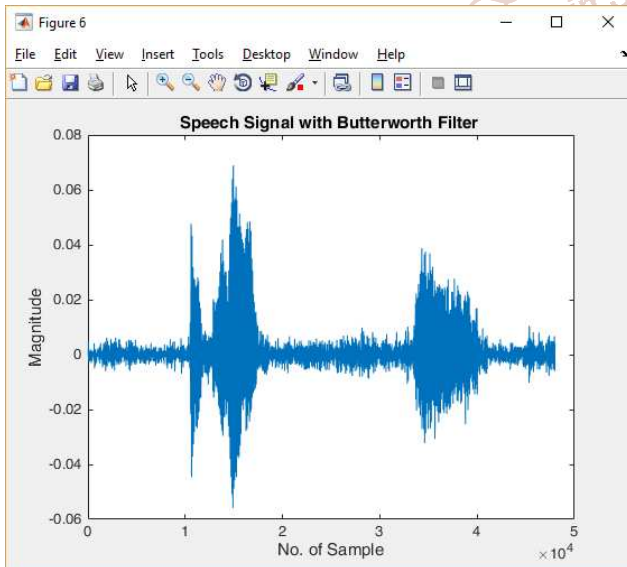 Figure 6
File Edit View Insert Tools Desktop Window Help
Speech Signal with Butterworth Filter
0.08
0.06
0.04
0.02
0
-0.02
-0.04
-0.06
Magnitude
0 1 2 3 4 5
No. of Sample
×10⁴